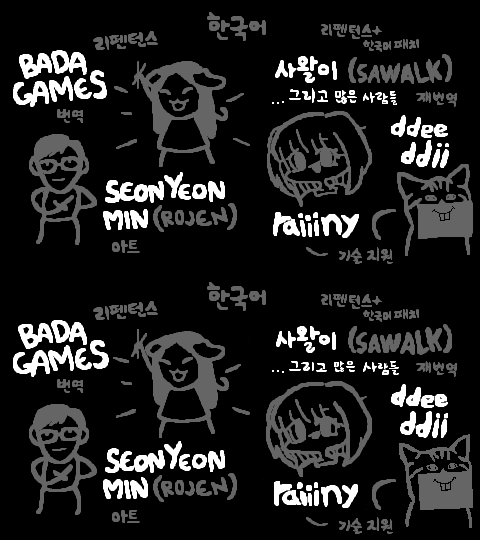 한국어
리펜턴스
BADA
GAMES
번역
SEONYEON
MIN (ROJEN)
아트
리펜턴스+
한국어 패치
사왈이 (SAWALK)
... 그리고 많은 사람들
재번역
ddee
ddii
raiiiny
기술 지원
한국어
리펜턴스
BADA
GAMES
번역
SEONYEON
MIN (ROJEN)
아트
리펜턴스+
한국어 패치
사왈이 (SAWALK)
... 그리고 많은 사람들
재번역
ddee
ddii
raiiiny
기술 지원